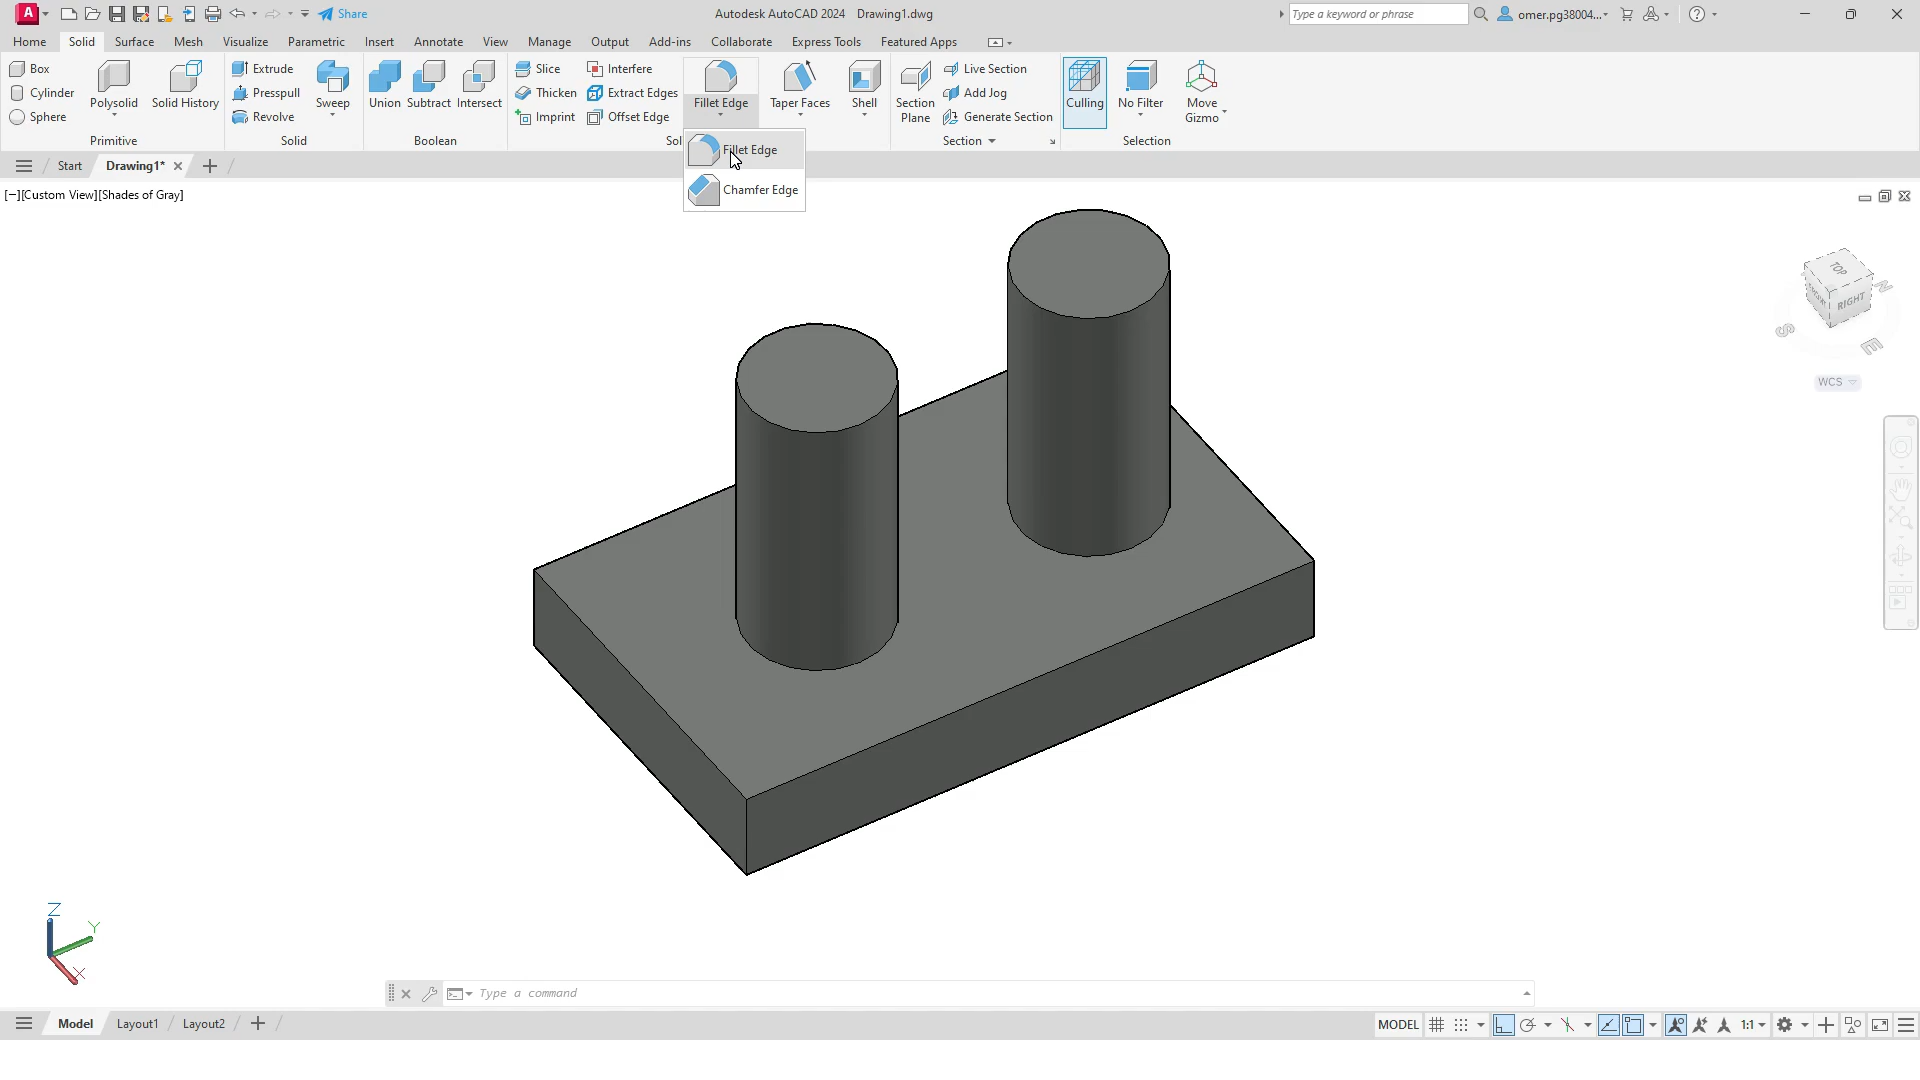 A Share Autodesk AutoCAD 2024 Drawing1.dwg Type a keyword or phrase omer.pg38004...
Home Solid Surface Mesh Visualize Parametric Insert Annotate View Manage Output Add-ins Collaborate Express Tools Featured Apps
Box Extrude Slice Interfere Live Section
Cylinder Polysolid Solid History Presspull Sweep Union Subtract Intersect Thicken Extract Edges Fillet Edge Taper Faces Shell Section Plane Add Jog Culling No Filter Move Gizmo
Sphere Revolve Imprint Offset Edge Generate Section
Primitive Solid Boolean Sol Section Selection
Start Drawing1* Fillet Edge
Chamfer Edge
[−][Custom View][Shades of Gray]
TOP
RIGHT
N
S
E
WCS
Z
Y
X
Type a command
Model Layout1 Layout2 MODEL 1:1